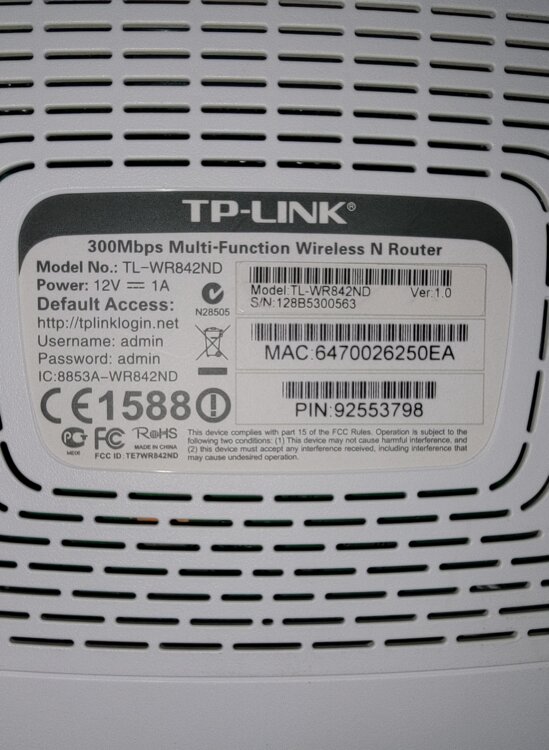 TP-LINK®
300Mbps Multi-Function Wireless N Router
Model No.: TL-WR842ND
Power: 12V ⎓ 1A
Default Access:
http://tplinklogin.net
Username: admin
Password: admin
IC:8853A-WR842ND
N28505
Model:TL-WR842ND Ver:1.0
S/N:128B5300563
MAC:6470026250EA
PIN:92553798
CE1588
FC RoHS
ME06
MADE IN CHINA
FCC ID: TE7WR842ND
This device complies with part 15 of the FCC Rules. Operation is subject to the
following two conditions: (1) This device may not cause harmful interference, and
(2) this device must accept any interference received, including interference that
may cause undesired operation.